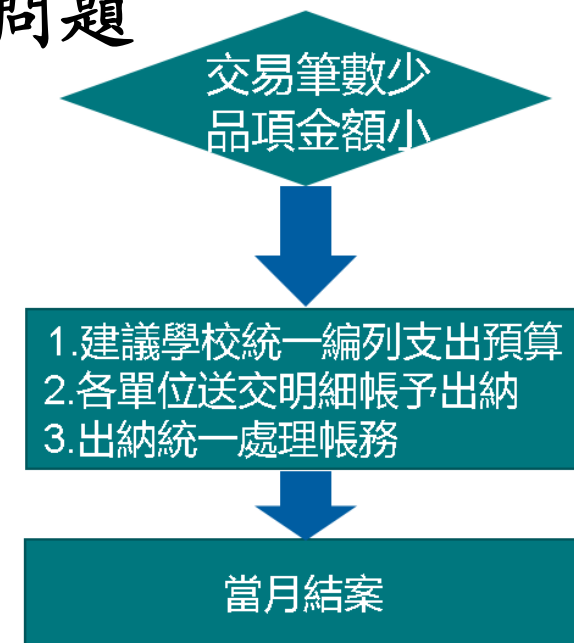 問題
交易筆數少
品項金額小
1.建議學校統一編列支出預算
2.各單位送交明細帳予出納
3.出納統一處理帳務
當月結案